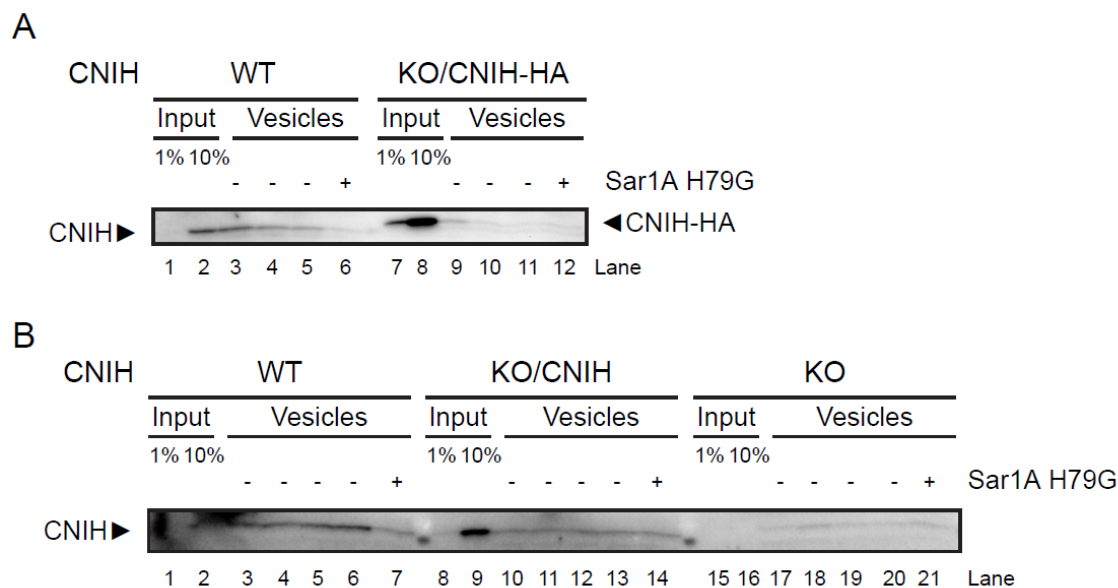 A
CNIH WT KO/CNIH-HA
Input Vesicles Input Vesicles
1% 10% 1% 10%
- - - + - - - + Sar1A H79G
CNIH► ◄CNIH-HA
1 2 3 4 5 6 7 8 9 10 11 12 Lane
B
CNIH WT KO/CNIH KO
Input Vesicles Input Vesicles Input Vesicles
1% 10% 1% 10% 1% 10%
- - - - + - - - - + - - - - + Sar1A H79G
CNIH►
1 2 3 4 5 6 7 8 9 10 11 12 13 14 15 16 17 18 19 20 21 Lane